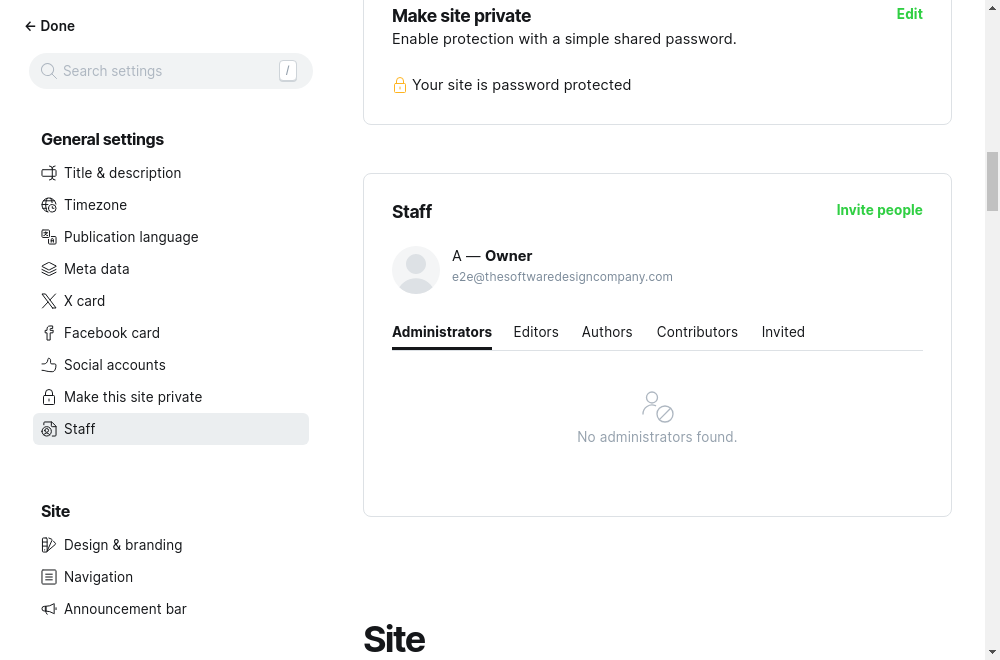 Done
Search settings
/
General settings
Title & description
Timezone
Publication language
Meta data
X card
Facebook card
Social accounts
Make this site private
Staff
Site
Design & branding
Navigation
Announcement bar
Make site private
Edit
Enable protection with a simple shared password.
Your site is password protected
Staff
Invite people
A — Owner
e2e@thesoftwaredesigncompany.com
Administrators
Editors
Authors
Contributors
Invited
No administrators found.
Site